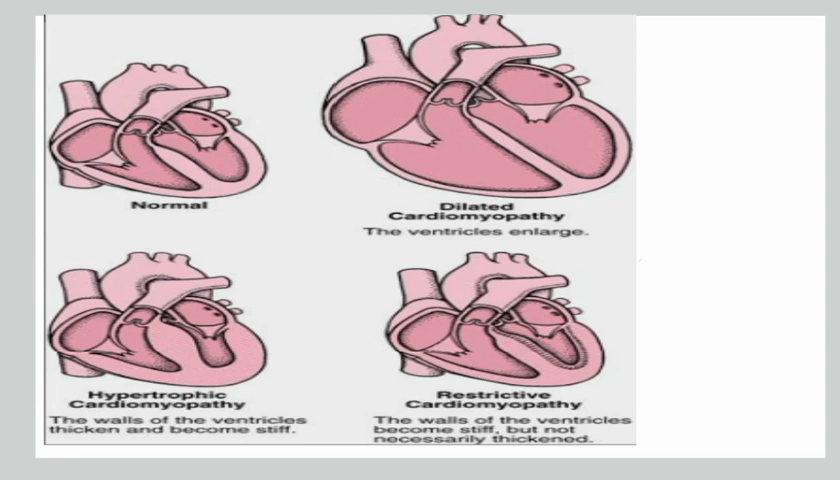 Normal
Dilated
Cardiomyopathy
The ventricles enlarge.
Hypertrophic
Cardiomyopathy
The walls of the ventricles
thicken and become stiff.
Restrictive
Cardiomyopathy
The walls of the ventricles
become stiff, but not
necessarily thickened.